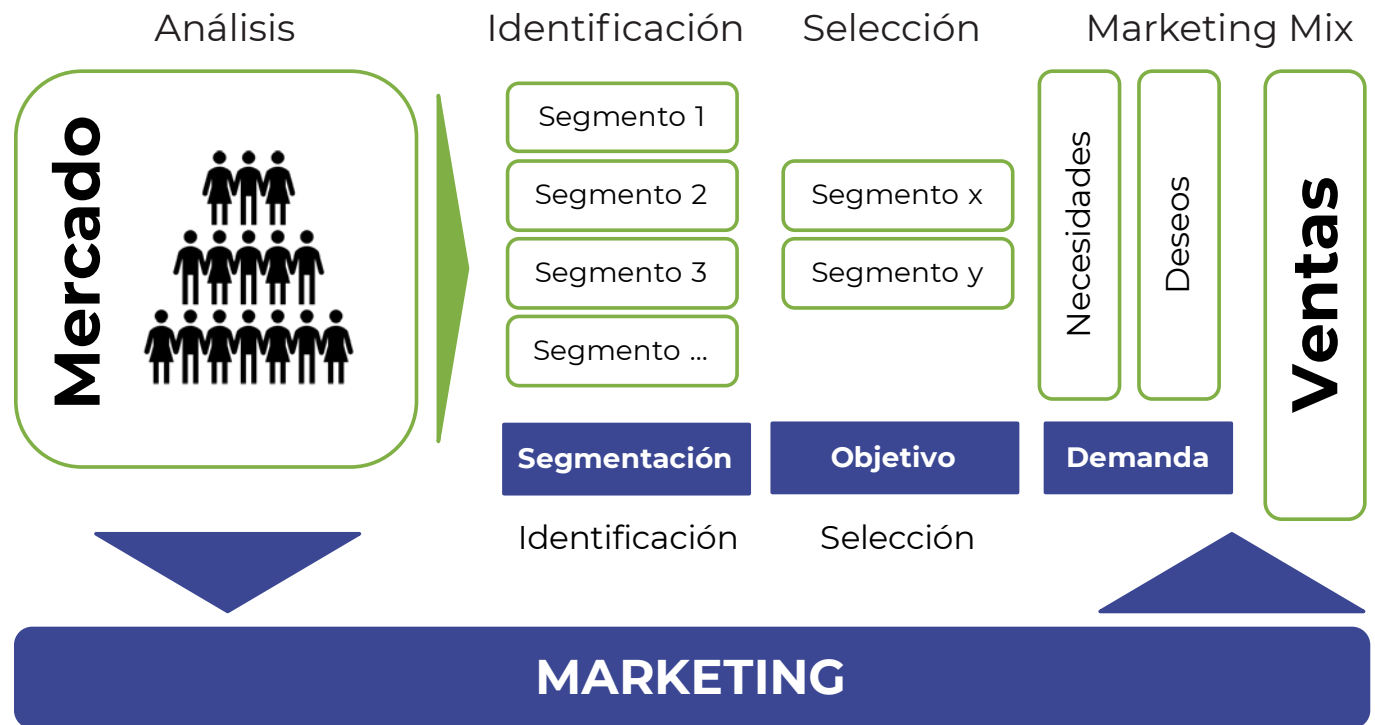 Análisis
Identificación
Selección
Marketing Mix
Mercado
Segmento 1
Segmento 2
Segmento 3
Segmento ...
Segmento x
Segmento y
Necesidades
Deseos
Ventas
Segmentación
Objetivo
Demanda
Identificación
Selección
MARKETING